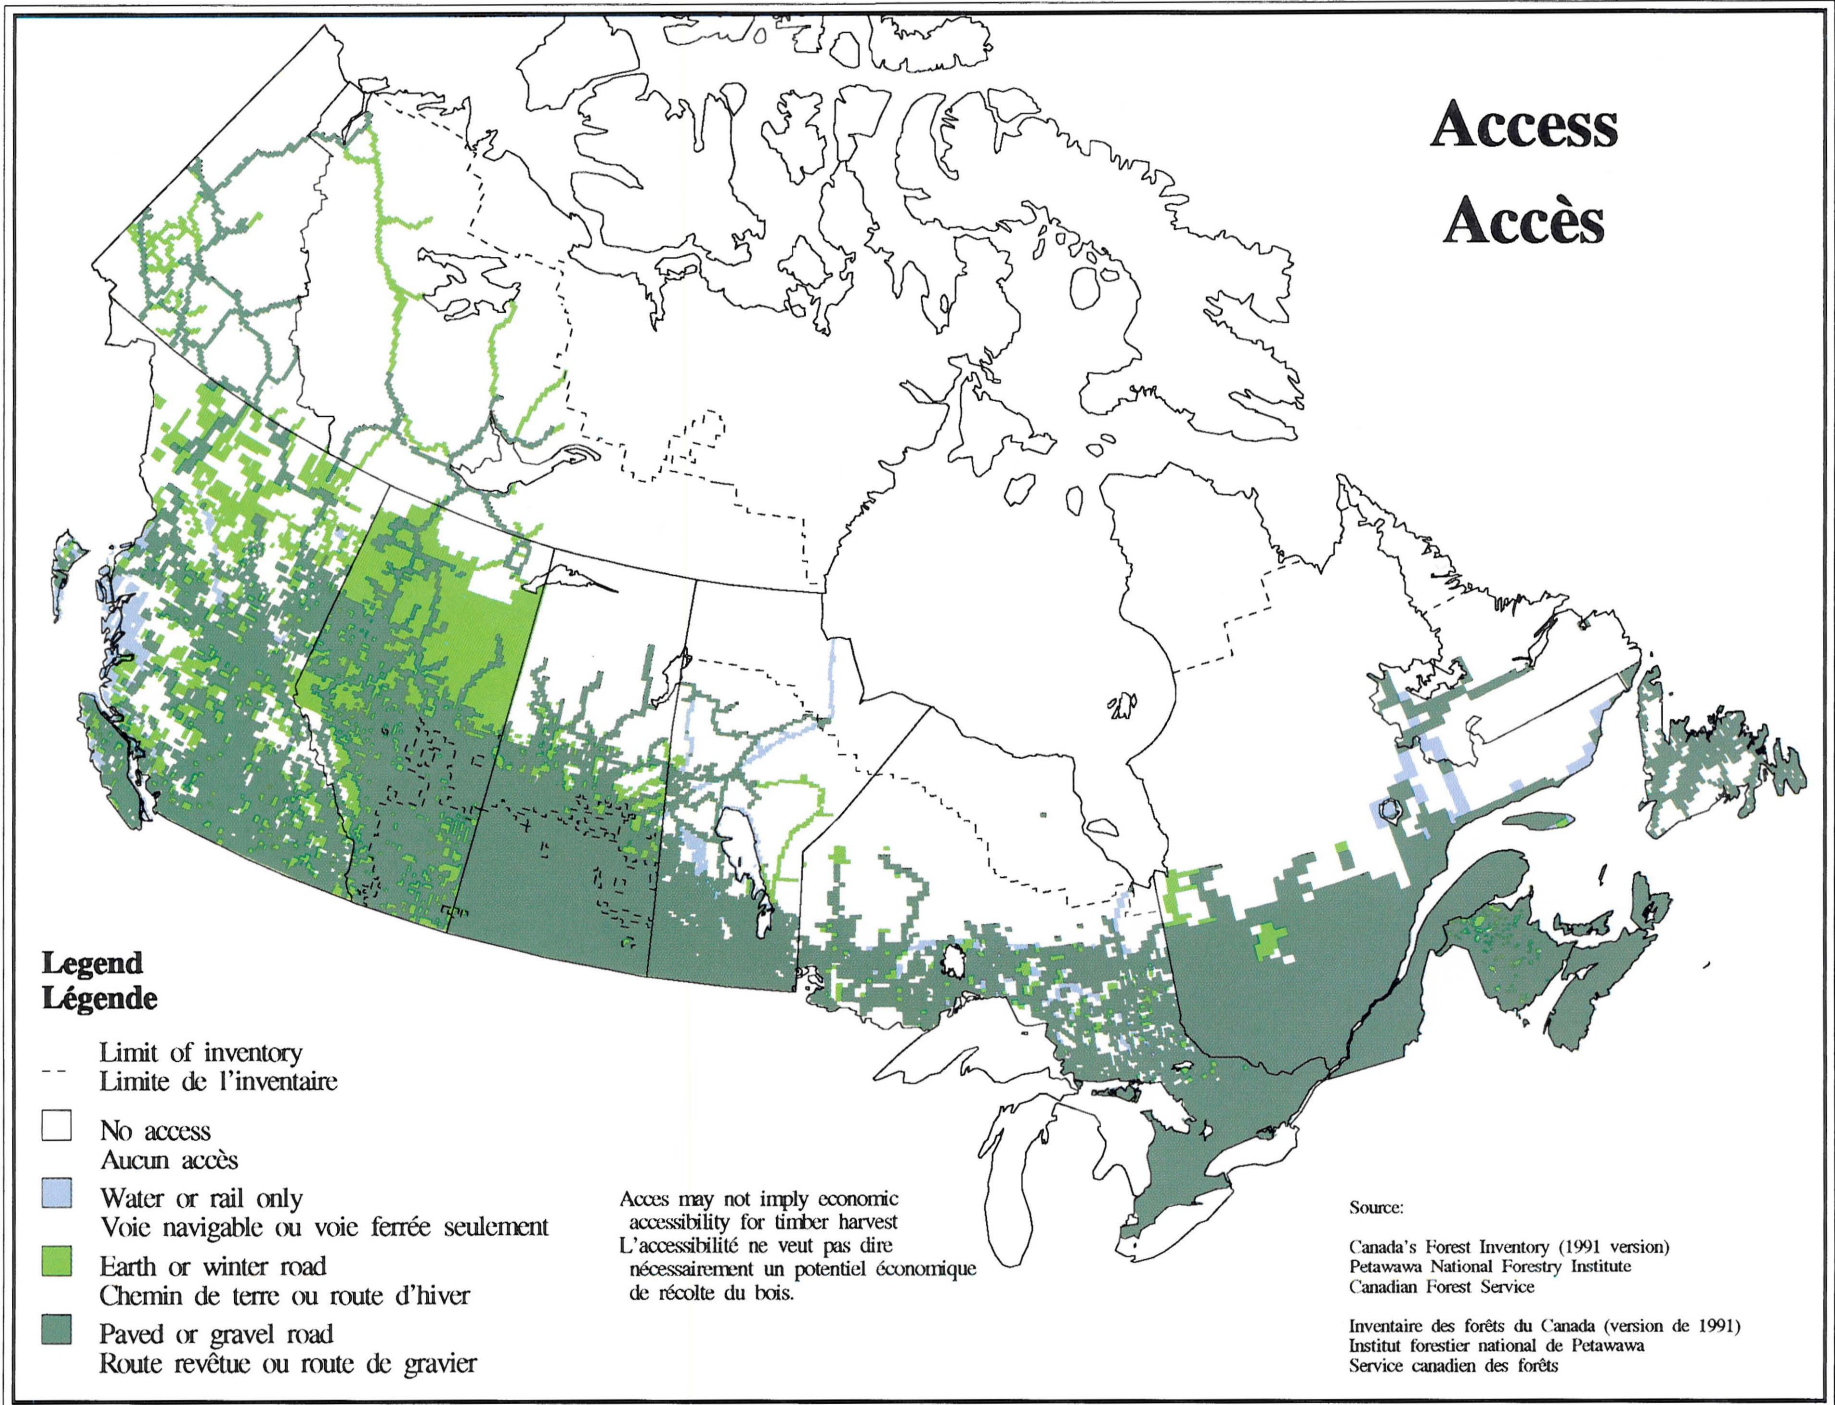 Access
Accès
Legend
Légende
Limit of inventory
Limite de l'inventaire
No access
Aucun accès
Water or rail only
Voie navigable ou voie ferrée seulement
Earth or winter road
Chemin de terre ou route d'hiver
Paved or gravel road
Route revêtue ou route de gravier
Acces may not imply economic
accessibility for timber harvest
L'accessibilité ne veut pas dire
nécessairement un potentiel économique
de récolte du bois.
Source:
Canada's Forest Inventory (1991 version)
Petawawa National Forestry Institute
Canadian Forest Service
Inventaire des forêts du Canada (version de 1991)
Institut forestier national de Petawawa
Service canadien des forêts